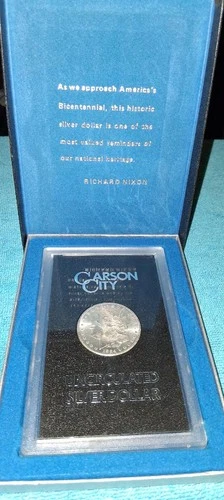 As we approach America's
Bicentennial, this historic
silver dollar is one of the
most valued reminders of
our national heritage.
RICHARD NIXON
CARSON
CITY
UNCIRCULATED
SILVER DOLLAR